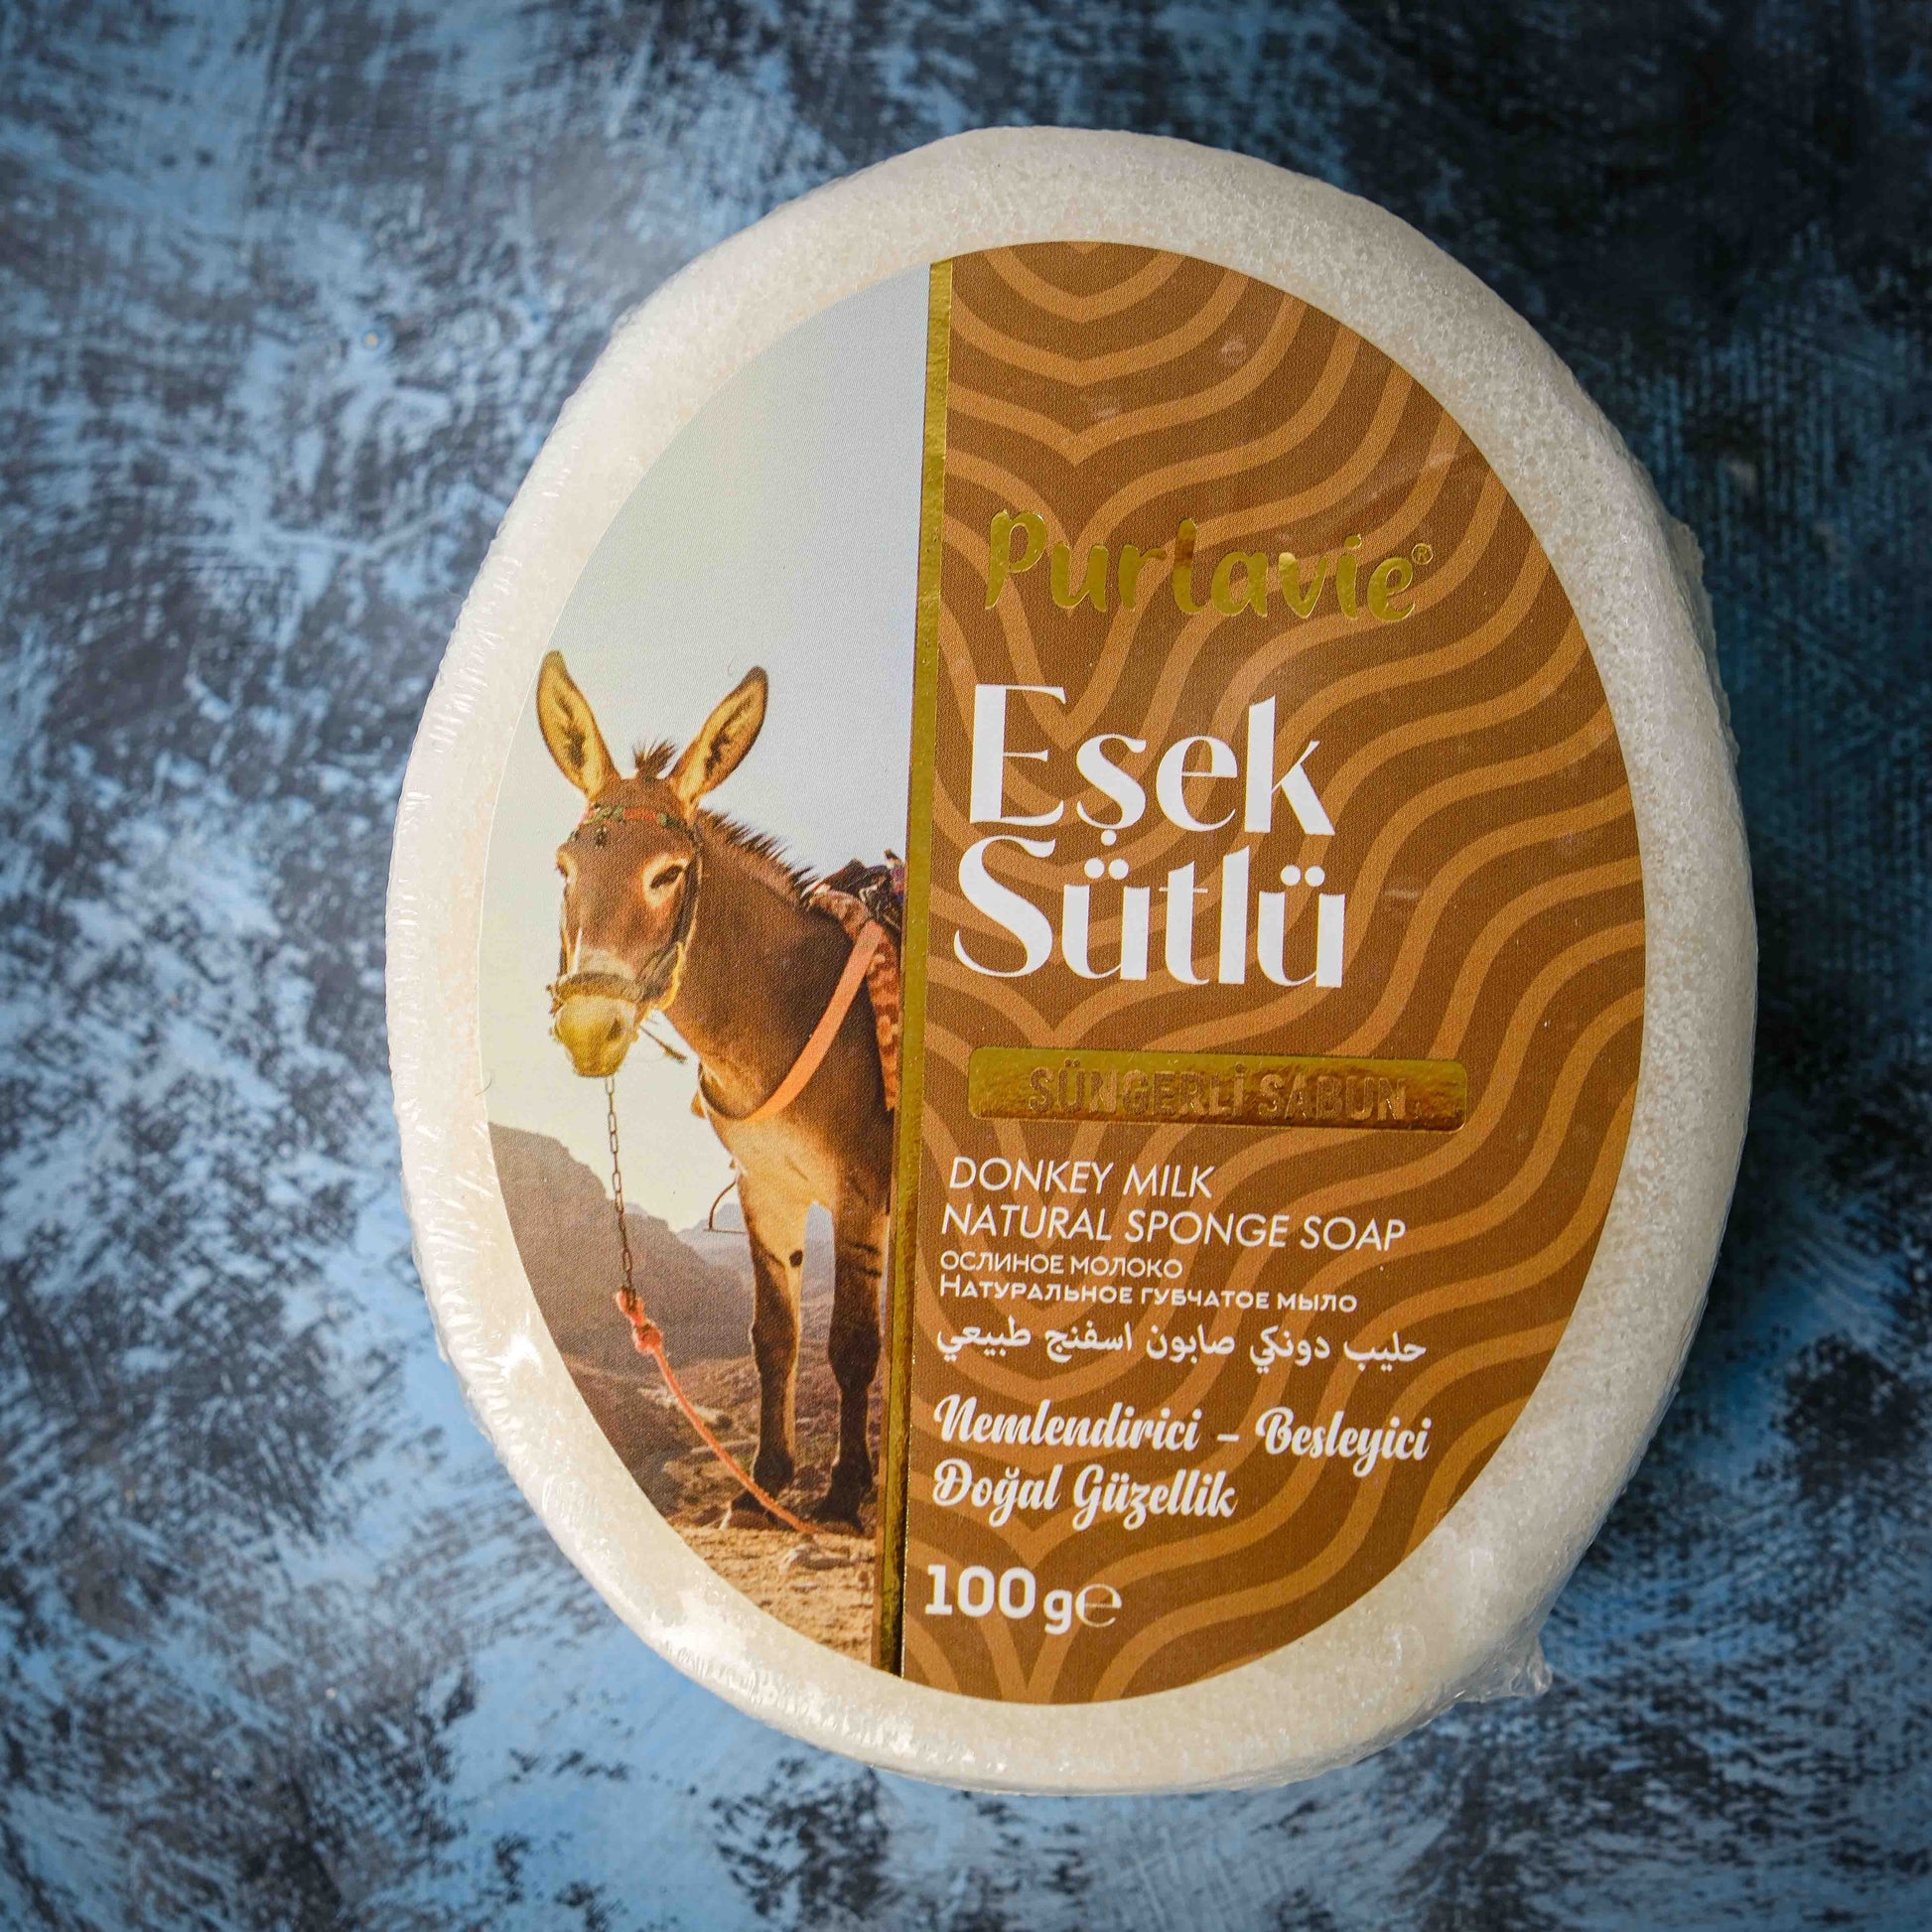 Purlavie®
Eşek
Sütlü
SÜNGERLİ SABUN
DONKEY MILK
NATURAL SPONGE SOAP
ОСЛИНОЕ МОЛОКО
НАТУРАЛЬНОЕ ГУБЧАТОЕ МЫЛО
حليب دونكي صابون اسفنج طبيعي
Nemlendirici – Besleyici
Doğal Güzellik
100 g℮